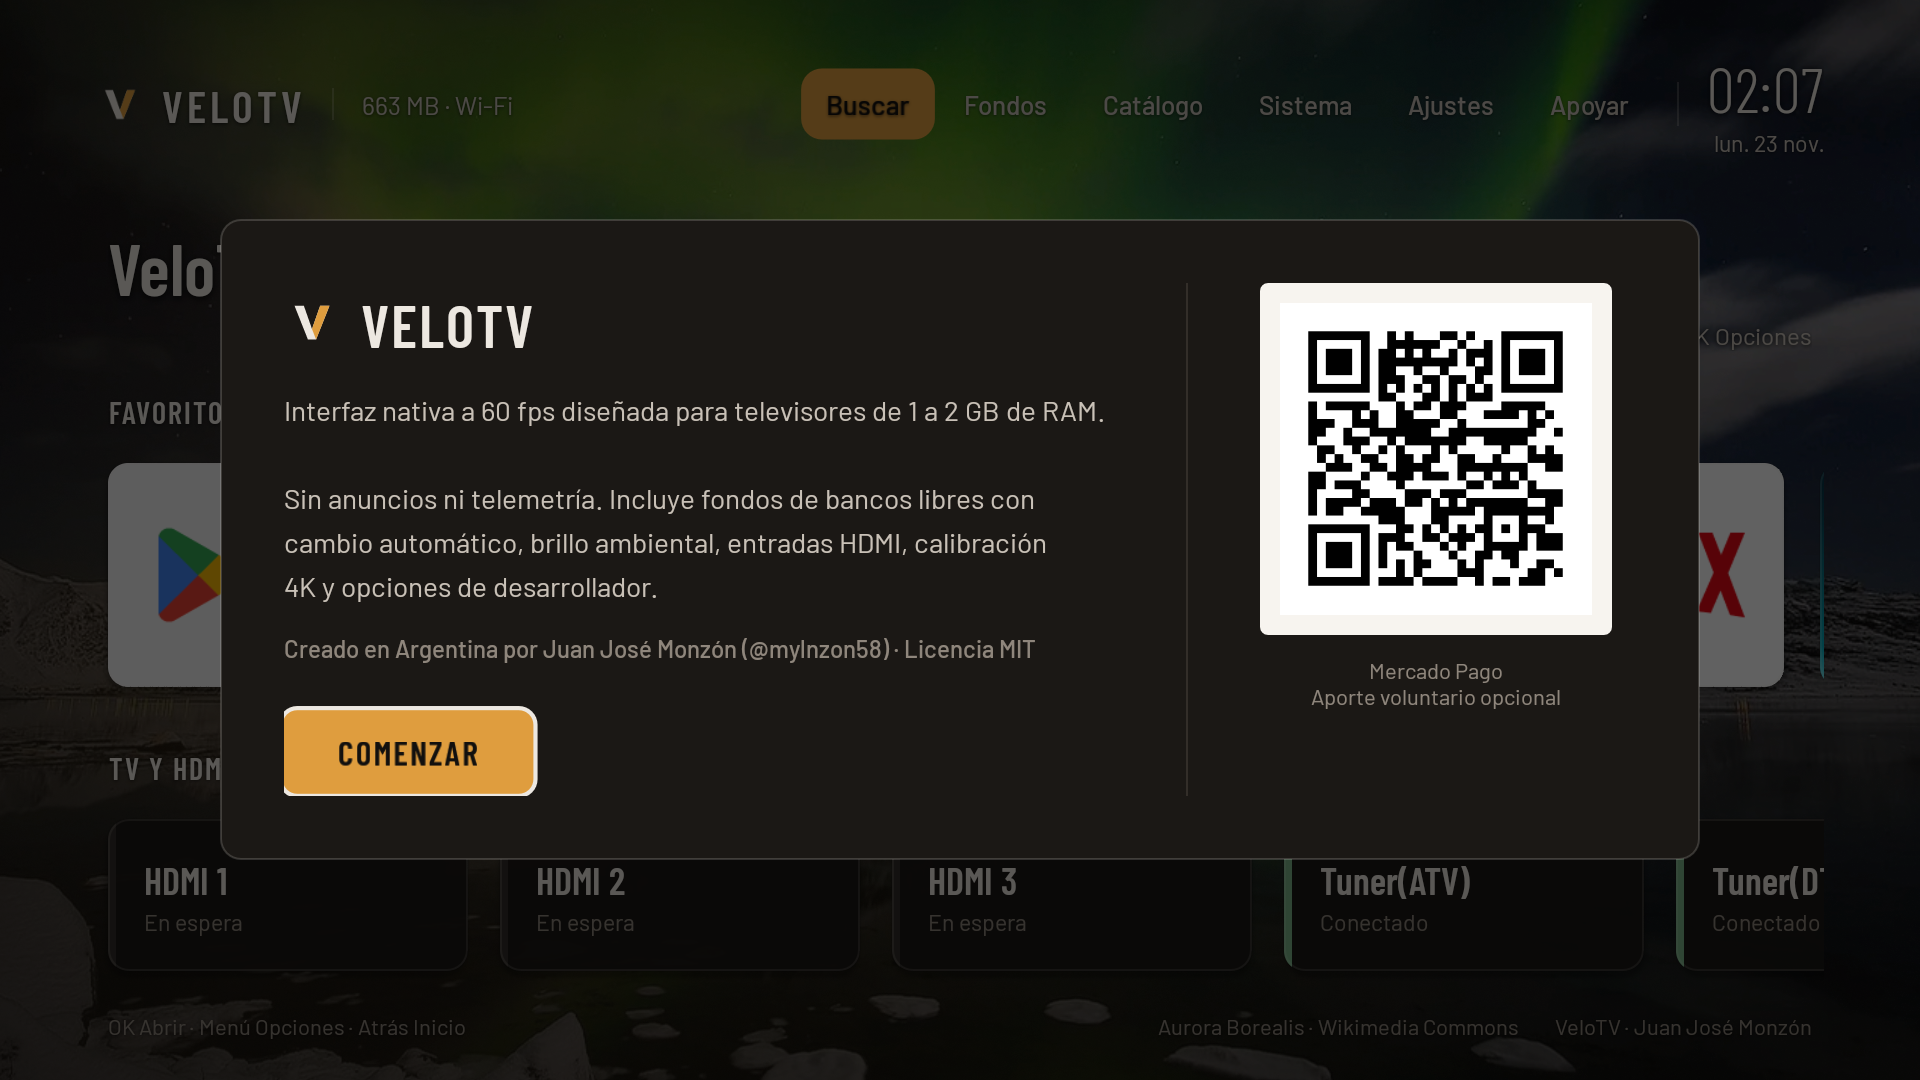 VELOTV
663 MB · Wi-Fi
Buscar
Fondos
Catálogo
Sistema
Ajustes
Apoyar
02:07
lun. 23 nov.
VELOTV
Interfaz nativa a 60 fps diseñada para televisores de 1 a 2 GB de RAM.
Sin anuncios ni telemetría. Incluye fondos de bancos libres con
cambio automático, brillo ambiental, entradas HDMI, calibración
4K y opciones de desarrollador.
Creado en Argentina por Juan José Monzón (@mylnzon58) · Licencia MIT
COMENZAR
Mercado Pago
Aporte voluntario opcional
Opciones
TV Y
HDMI 1
En espera
HDMI 2
En espera
HDMI 3
En espera
Tuner(ATV)
Conectado
Conectado
OK Abrir · Menú Opciones · Atrás Inicio
Aurora Borealis · Wikimedia Commons
VeloTV · Juan José Monzón